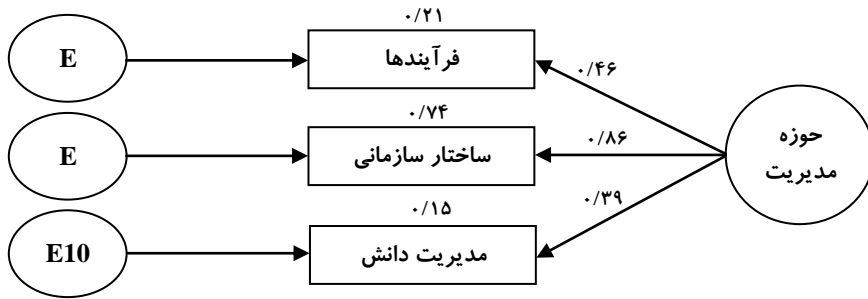 ۰/۲۱
E
فرآیندها
۰/۴۶
۰/۷۴
E
ساختار سازمانی
۰/۸۶
حوزه
مدیریت
۰/۱۵
۰/۳۹
E10
مدیریت دانش